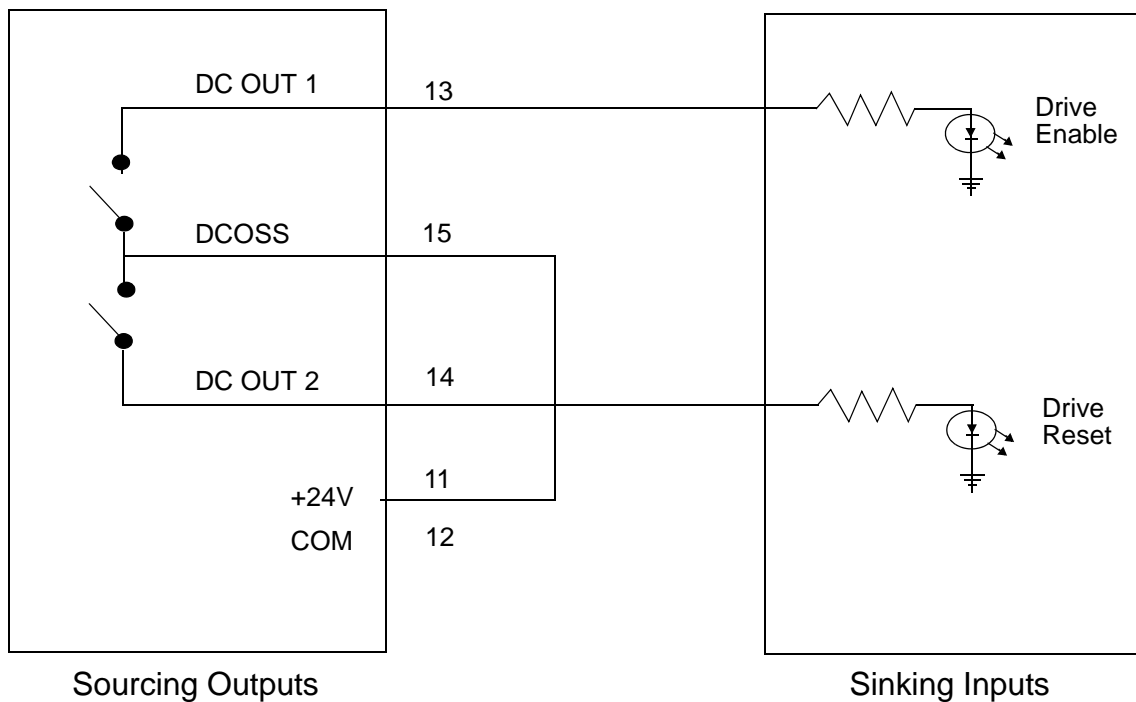 DC OUT 1
13
Drive
Enable
DCOSS
15
DC OUT 2
14
Drive
Reset
+24V
11
COM
12
Sourcing Outputs
Sinking Inputs